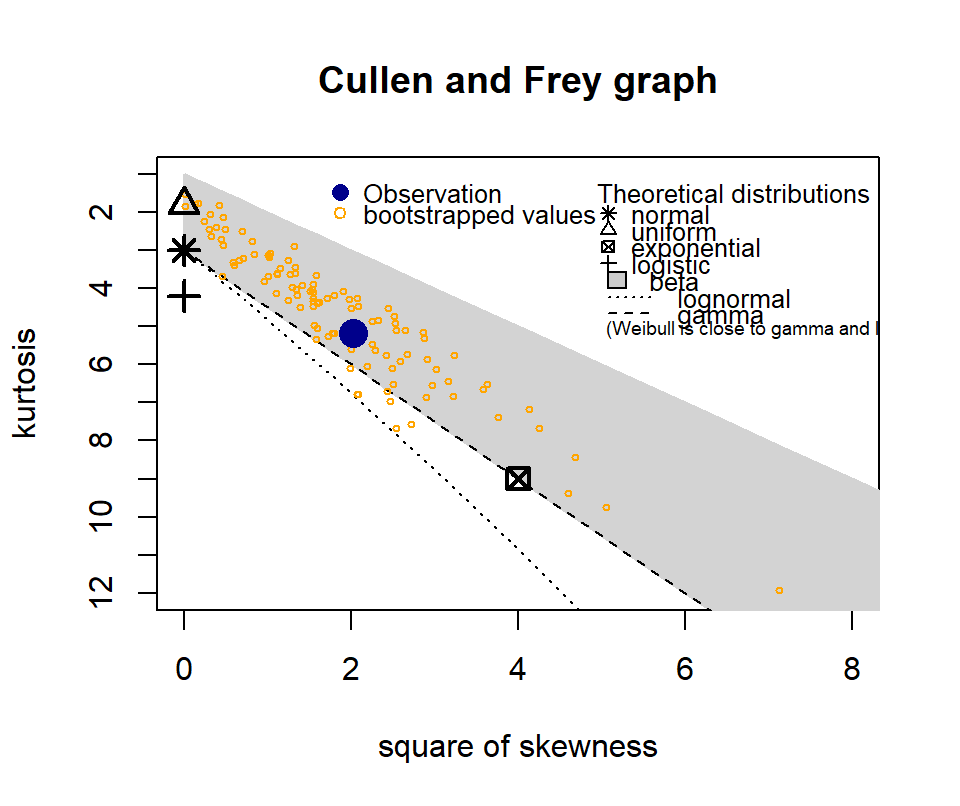 Cullen and Frey graph
Observation
bootstrapped values
Theoretical distributions
normal
uniform
exponential
logistic
beta
lognormal
gamma
(Weibull is close to gamma and l
kurtosis
2
4
6
8
10
12
0
2
4
6
8
square of skewness